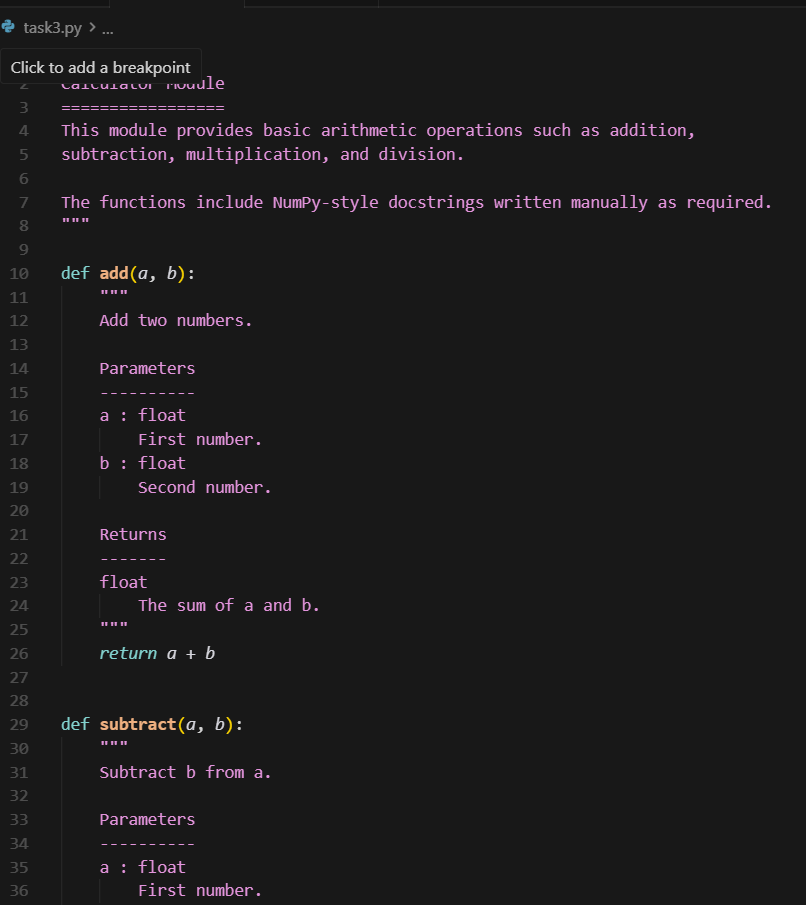 task3.py > ...
Click to add a breakpoint
2 Calculator Module
3 =================
4 This module provides basic arithmetic operations such as addition,
5 subtraction, multiplication, and division.
6
7 The functions include NumPy-style docstrings written manually as required.
8 """
9
10 def add(a, b):
11     """
12     Add two numbers.
13
14     Parameters
15     ----------
16     a : float
17         First number.
18     b : float
19         Second number.
20
21     Returns
22     -------
23     float
24         The sum of a and b.
25     """
26     return a + b
27
28
29 def subtract(a, b):
30     """
31     Subtract b from a.
32
33     Parameters
34     ----------
35     a : float
36         First number.